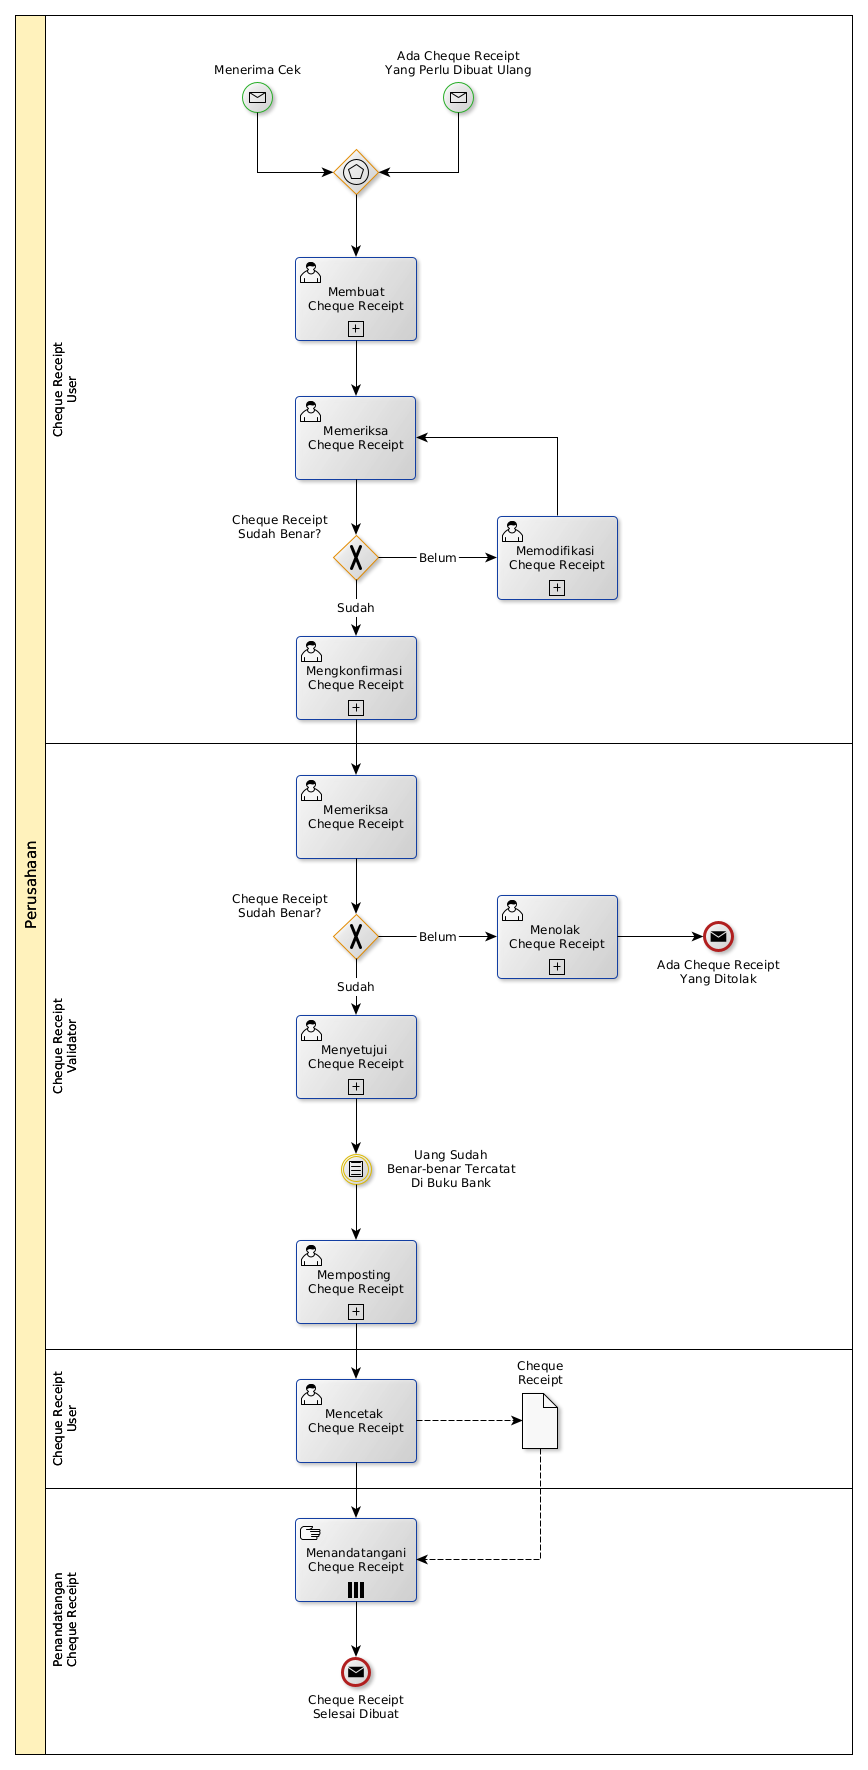 Perusahaan
Cheque Receipt
User
Menerima Cek
Ada Cheque Receipt
Yang Perlu Dibuat Ulang
Membuat
Cheque Receipt
Memeriksa
Cheque Receipt
Cheque Receipt
Sudah Benar?
Belum
Memodifikasi
Cheque Receipt
Sudah
Mengkonfirmasi
Cheque Receipt
Cheque Receipt
Validator
Memeriksa
Cheque Receipt
Cheque Receipt
Sudah Benar?
Belum
Menolak
Cheque Receipt
Ada Cheque Receipt
Yang Ditolak
Sudah
Menyetujui
Cheque Receipt
Uang Sudah
Benar-benar Tercatat
Di Buku Bank
Memposting
Cheque Receipt
Cheque Receipt
User
Mencetak
Cheque Receipt
Cheque
Receipt
Penandatangan
Cheque Receipt
Menandatangani
Cheque Receipt
Cheque Receipt
Selesai Dibuat